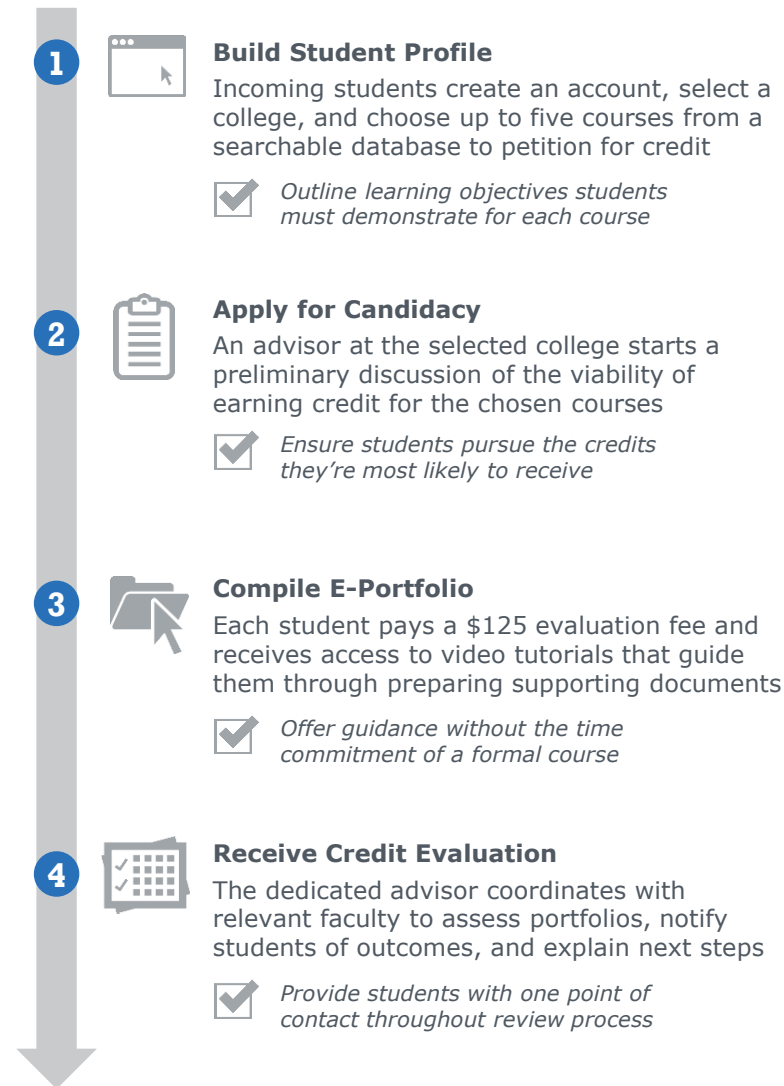 1
Build Student Profile
Incoming students create an account, select a
college, and choose up to five courses from a
searchable database to petition for credit
Outline learning objectives students
must demonstrate for each course
2
Apply for Candidacy
An advisor at the selected college starts a
preliminary discussion of the viability of
earning credit for the chosen courses
Ensure students pursue the credits
they're most likely to receive
3
Compile E-Portfolio
Each student pays a $125 evaluation fee and
receives access to video tutorials that guide
them through preparing supporting documents
Offer guidance without the time
commitment of a formal course
4
Receive Credit Evaluation
The dedicated advisor coordinates with
relevant faculty to assess portfolios, notify
students of outcomes, and explain next steps
Provide students with one point of
contact throughout review process